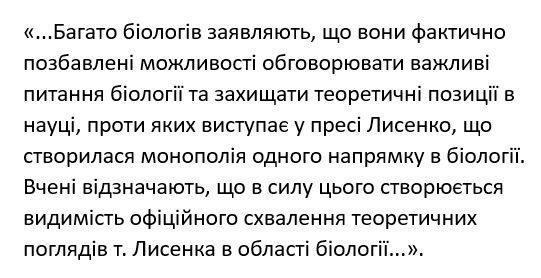 «...Багато біологів заявляють, що вони фактично
позбавлені можливості обговорювати важливі
питання біології та захищати теоретичні позиції в
науці, проти яких виступає у пресі Лисенко, що
створилася монополія одного напрямку в біології.
Вчені відзначають, що в силу цього створюється
видимість офіційного схвалення теоретичних
поглядів т. Лисенка в області біології...».